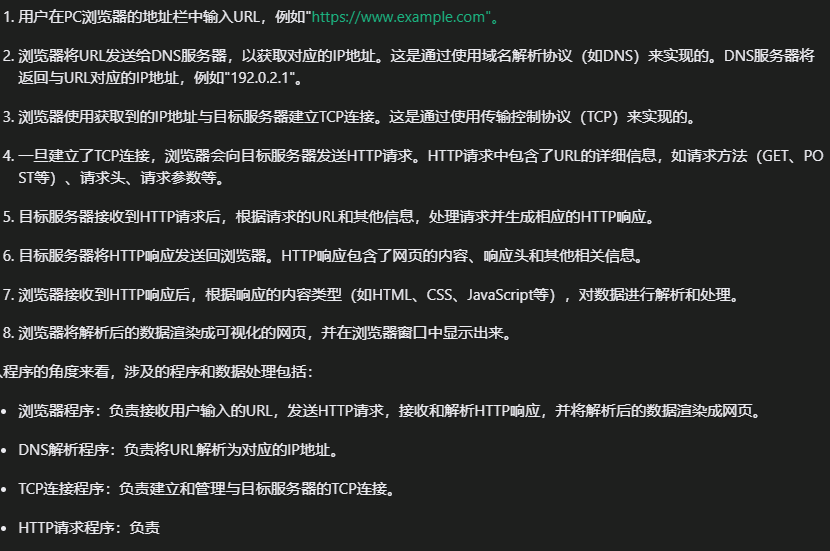 1. 用户在PC浏览器的地址栏中输入URL，例如"https://www.example.com"。
2. 浏览器将URL发送给DNS服务器，以获取对应的IP地址。这是通过使用域名解析协议（如DNS）来实现的。DNS服务器将
返回与URL对应的IP地址，例如"192.0.2.1"。
3. 浏览器使用获取到的IP地址与目标服务器建立TCP连接。这是通过使用传输控制协议（TCP）来实现的。
4. 一旦建立了TCP连接，浏览器会向目标服务器发送HTTP请求。HTTP请求中包含了URL的详细信息，如请求方法（GET、PO
ST等）、请求头、请求参数等。
5. 目标服务器接收到HTTP请求后，根据请求的URL和其他信息，处理请求并生成相应的HTTP响应。
6. 目标服务器将HTTP响应发送回浏览器。HTTP响应包含了网页的内容、响应头和其他相关信息。
7. 浏览器接收到HTTP响应后，根据响应的内容类型（如HTML、CSS、JavaScript等），对数据进行解析和处理。
8. 浏览器将解析后的数据渲染成可视化的网页，并在浏览器窗口中显示出来。
程序的角度来看，涉及的程序和数据处理包括：
• 浏览器程序：负责接收用户输入的URL，发送HTTP请求，接收和解析HTTP响应，并将解析后的数据渲染成网页。
• DNS解析程序：负责将URL解析为对应的IP地址。
• TCP连接程序：负责建立和管理与目标服务器的TCP连接。
• HTTP请求程序：负责